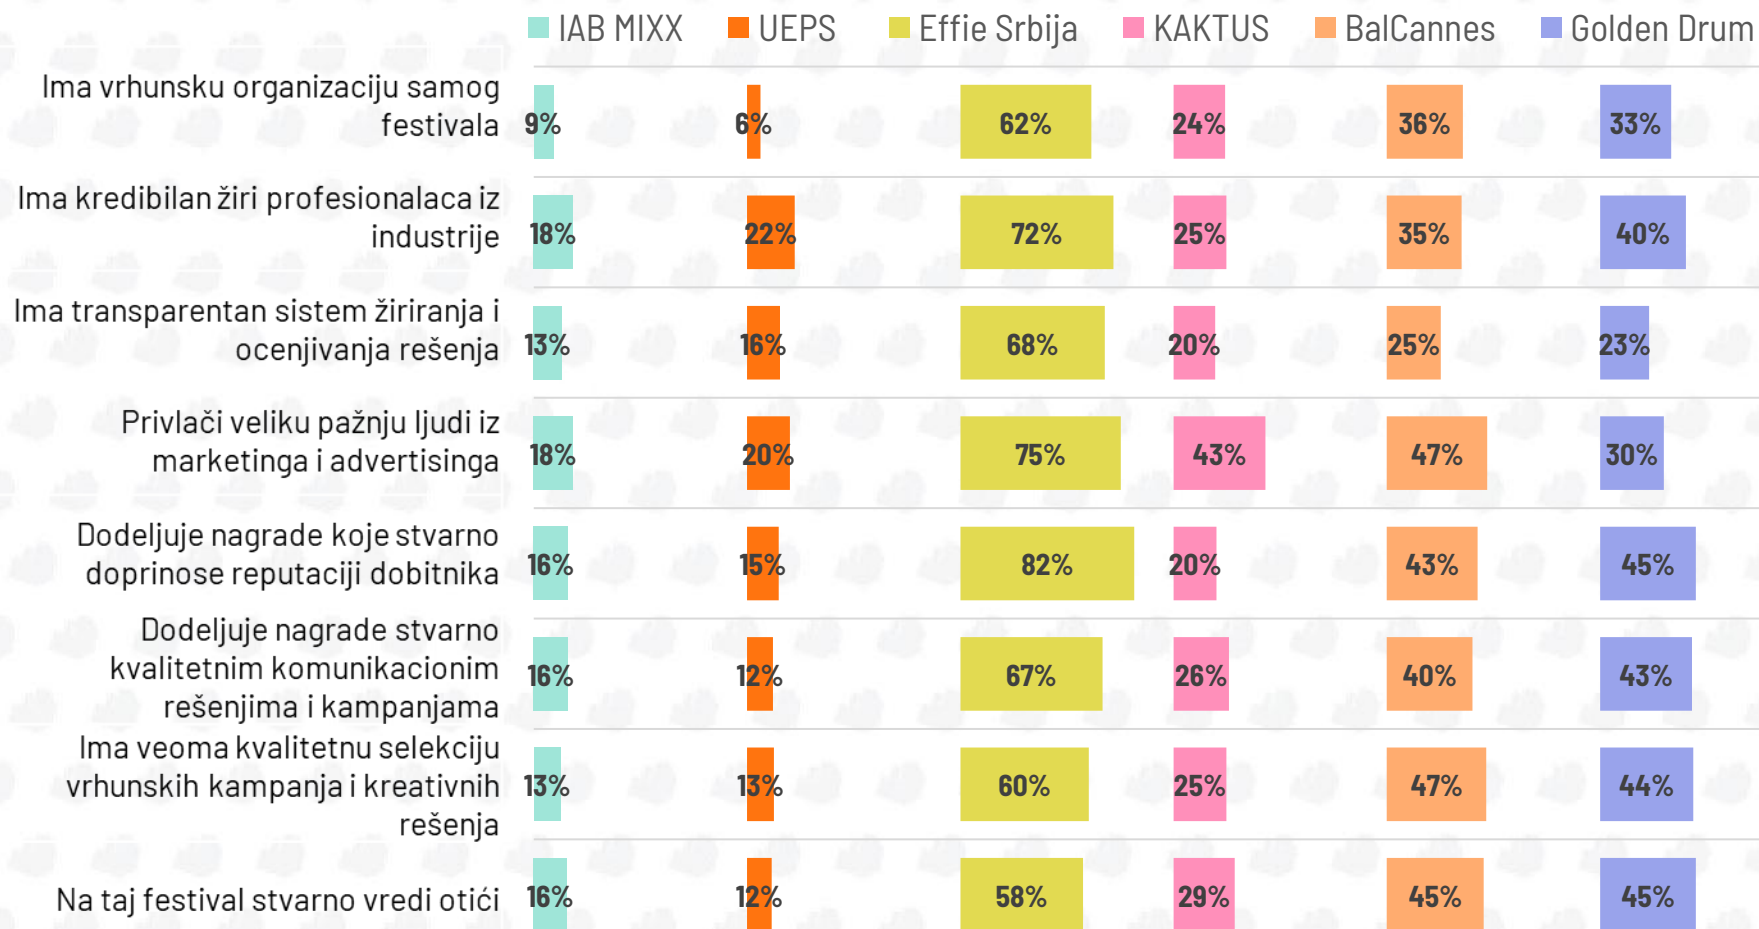 IAB MIXX UEPS Effie Srbija KAKTUS BalCannes Golden Drum
Ima vrhunsku organizaciju samog
festivala
9% 6% 62% 24% 36% 33%
Ima kredibilan žiri profesionalaca iz
industrije
18% 22% 72% 25% 35% 40%
Ima transparentan sistem žiriranja i
ocenjivanja rešenja
13% 16% 68% 20% 25% 23%
Privlači veliku pažnju ljudi iz
marketinga i advertisinga
18% 20% 75% 43% 47% 30%
Dodeljuje nagrade koje stvarno
doprinose reputaciji dobitnika
16% 15% 82% 20% 43% 45%
Dodeljuje nagrade stvarno
kvalitetnim komunikacionim
rešenjima i kampanjama
16% 12% 67% 26% 40% 43%
Ima veoma kvalitetnu selekciju
vrhunskih kampanja i kreativnih
rešenja
13% 13% 60% 25% 47% 44%
Na taj festival stvarno vredi otići
16% 12% 58% 29% 45% 45%